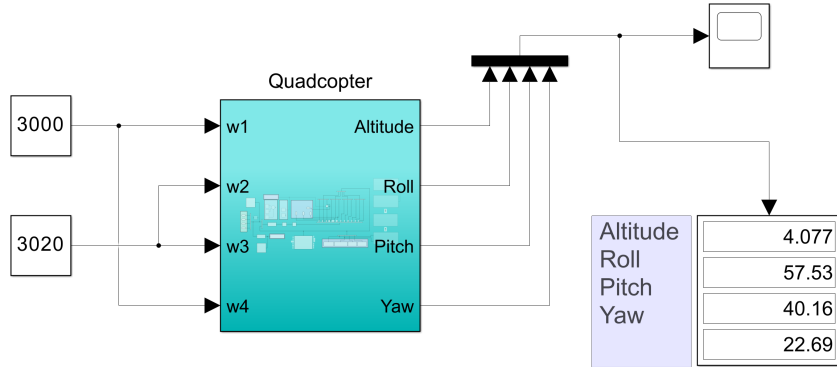 Quadcopter
3000
3020
w1
w2
w3
w4
Altitude
Roll
Pitch
Yaw
Altitude
Roll
Pitch
Yaw
4.077
57.53
40.16
22.69